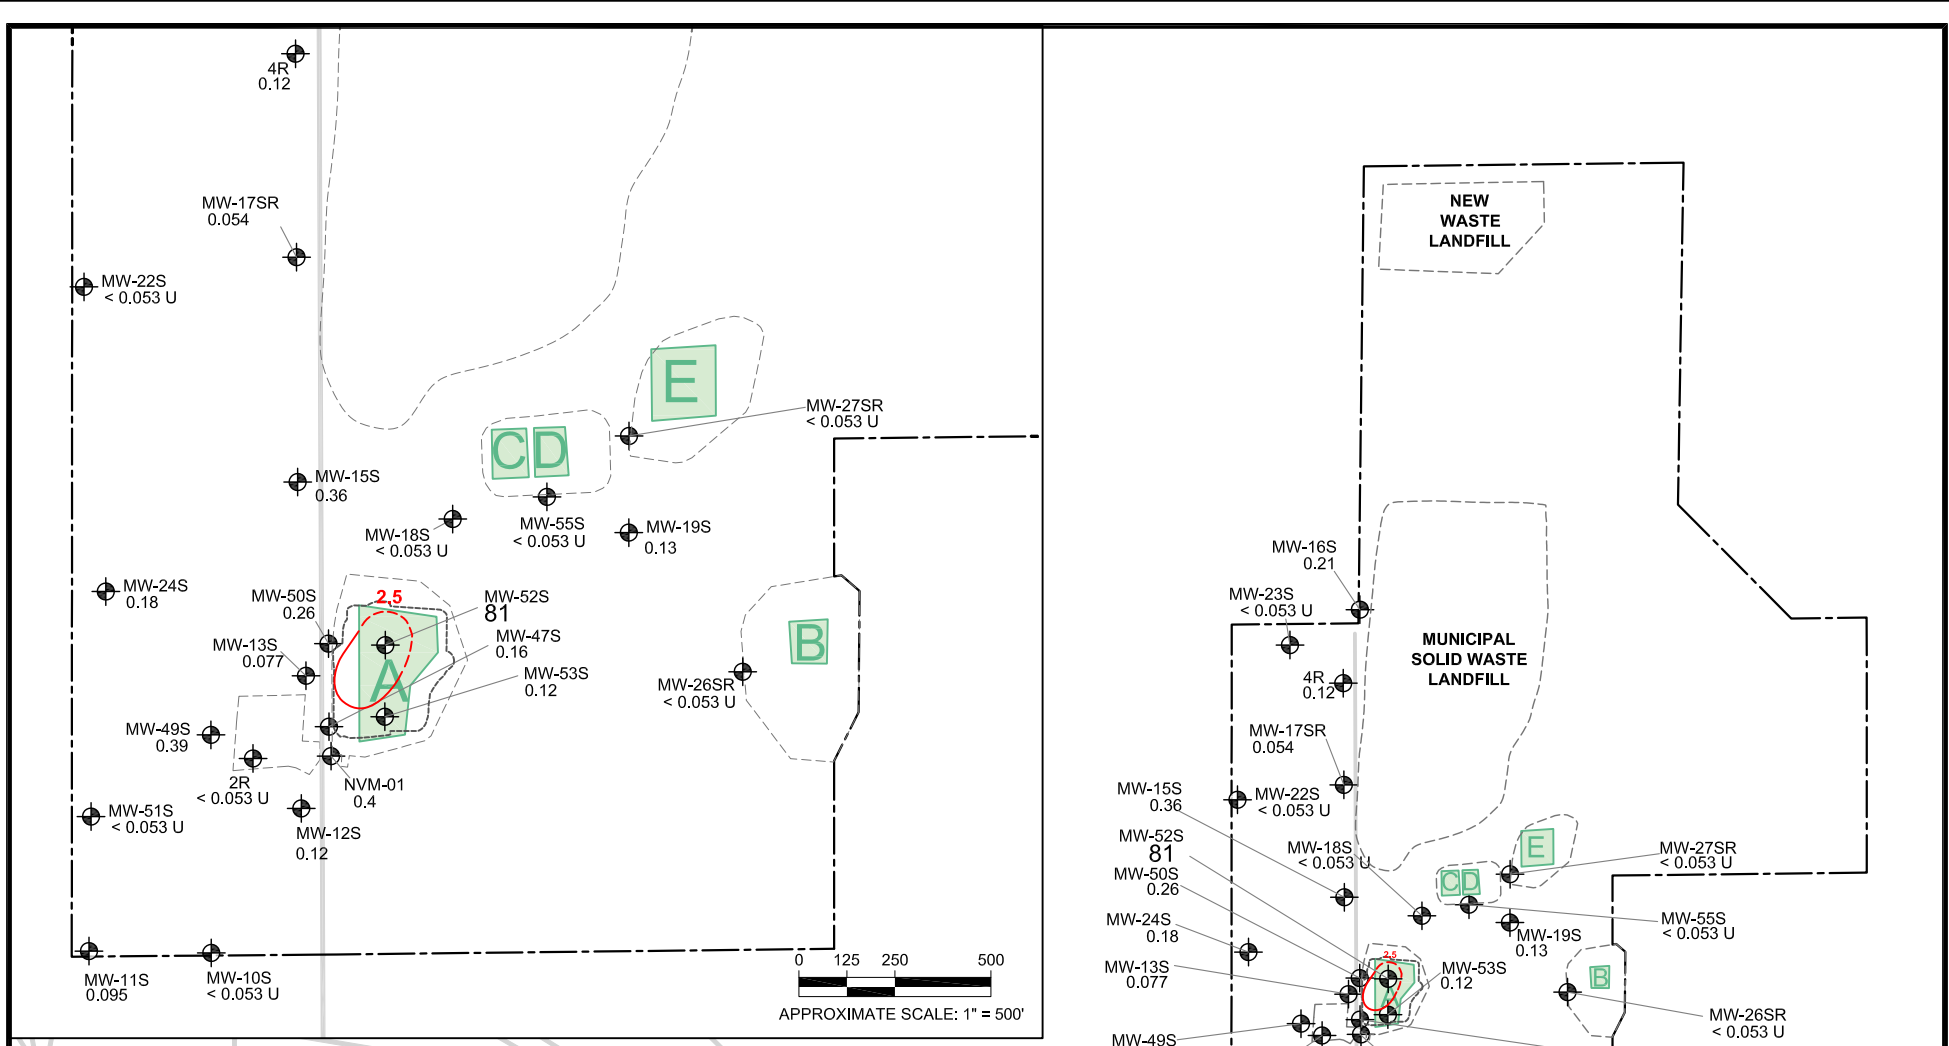 4R
0.12
MW-17SR
0.054
MW-22S
< 0.053 U
E
MW-27SR
< 0.053 U
C D
MW-15S
0.36
MW-18S
< 0.053 U
MW-55S
< 0.053 U
MW-19S
0.13
MW-24S
0.18
MW-50S
0.26
2.5
MW-52S
81
MW-47S
0.16
MW-13S
0.077
MW-53S
0.12
A
B
MW-26SR
< 0.053 U
MW-49S
0.39
2R
< 0.053 U
NVM-01
0.4
MW-51S
< 0.053 U
MW-12S
0.12
MW-11S
0.095
MW-10S
< 0.053 U
0 125 250 500
APPROXIMATE SCALE: 1" = 500'
NEW
WASTE
LANDFILL
MW-16S
0.21
MW-23S
< 0.053 U
MUNICIPAL
SOLID WASTE
LANDFILL
4R
0.12
MW-17SR
0.054
MW-15S
0.36
MW-22S
< 0.053 U
MW-52S
81
MW-18S
< 0.053 U
E
MW-27SR
< 0.053 U
MW-50S
0.26
C D
MW-24S
0.18
MW-55S
< 0.053 U
MW-19S
0.13
MW-13S
0.077
2.5
A
MW-53S
0.12
B
MW-26SR
< 0.053 U
MW-49S